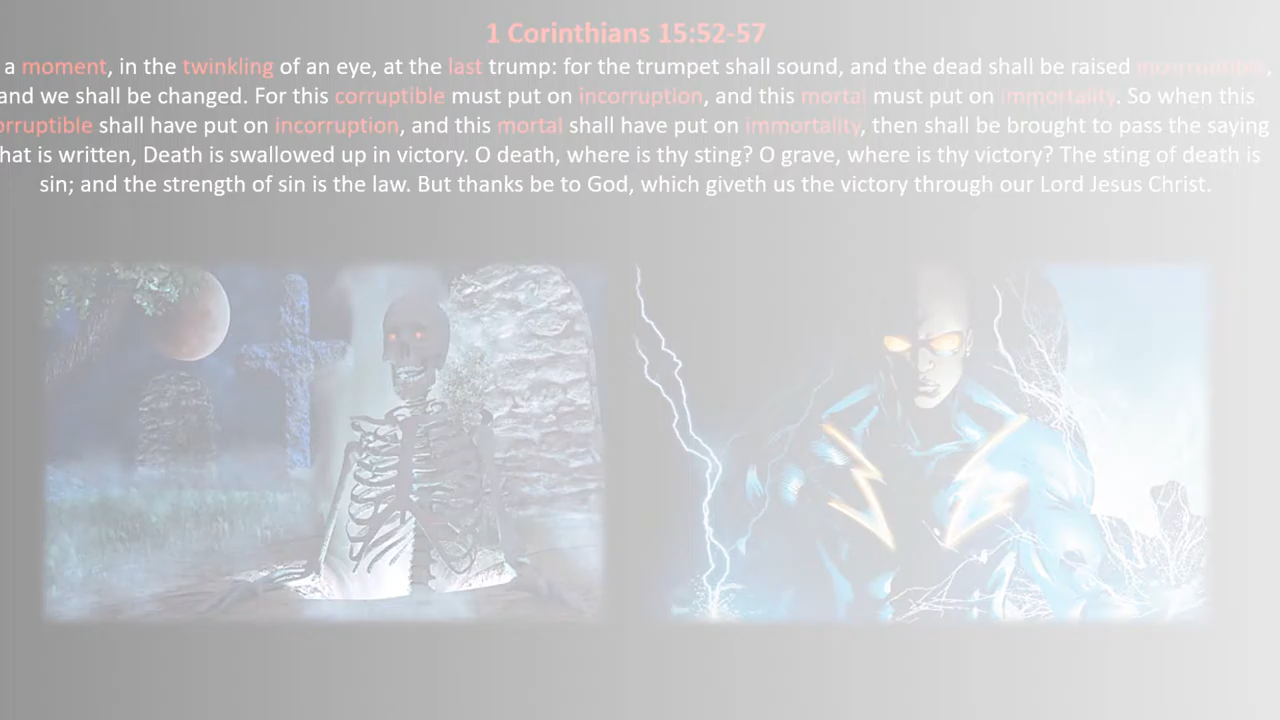 1 Corinthians 15:52-57
a moment, in the twinkling of an eye, at the last trump: for the trumpet shall sound, and the dead shall be raised incorruptible,
and we shall be changed. For this corruptible must put on incorruption, and this mortal must put on immortality. So when this
orruptible shall have put on incorruption, and this mortal shall have put on immortality, then shall be brought to pass the saying
hat is written, Death is swallowed up in victory. O death, where is thy sting? O grave, where is thy victory? The sting of death is
sin; and the strength of sin is the law. But thanks be to God, which giveth us the victory through our Lord Jesus Christ.